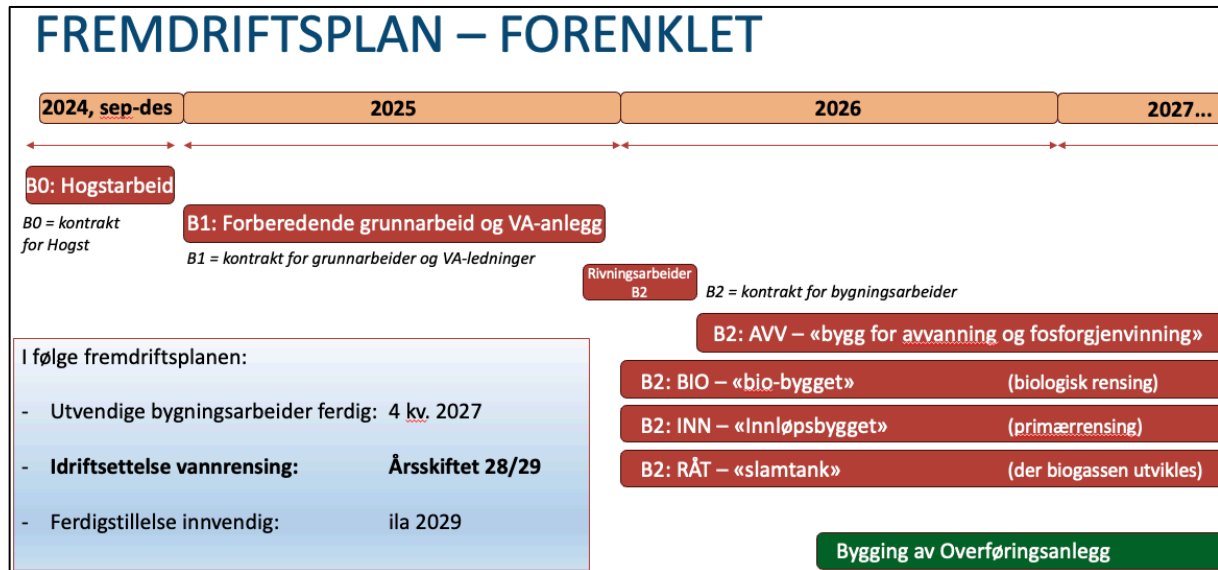 FREMDRIFTSPLAN – FORENKLET
2024, sep-des
2025
2026
2027...
B0: Hogstarbeid
B0 = kontrakt
for Hogst
B1: Forberedende grunnarbeid og VA-anlegg
B1 = kontrakt for grunnarbeider og VA-ledninger
Rivningsarbeider
B2
B2 = kontrakt for bygningsarbeider
B2: AVV – «bygg for avvanning og fosforgjenvinning»
B2: BIO – «bio-bygget» (biologisk rensing)
B2: INN – «Innløpsbygget» (primærrensing)
B2: RÅT – «slamtank» (der biogassen utvikles)
Bygging av Overføringsanlegg
I følge fremdriftsplanen:
- Utvendige bygningsarbeider ferdig: 4 kv. 2027
- Idriftsettelse vannrensing: Årsskiftet 28/29
- Ferdigstillelse innvendig: ila 2029